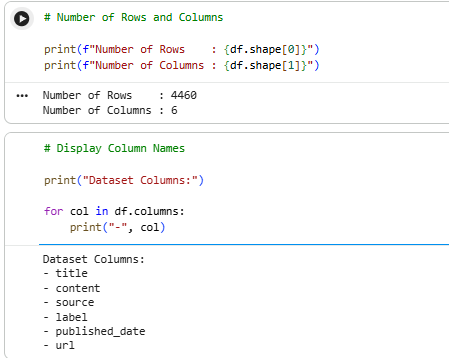 # Number of Rows and Columns
print(f"Number of Rows    : {df.shape[0]}")
print(f"Number of Columns : {df.shape[1]}")
Number of Rows    : 4460
Number of Columns : 6
# Display Column Names
print("Dataset Columns:")
for col in df.columns:
    print("-", col)
Dataset Columns:
- title
- content
- source
- label
- published_date
- url